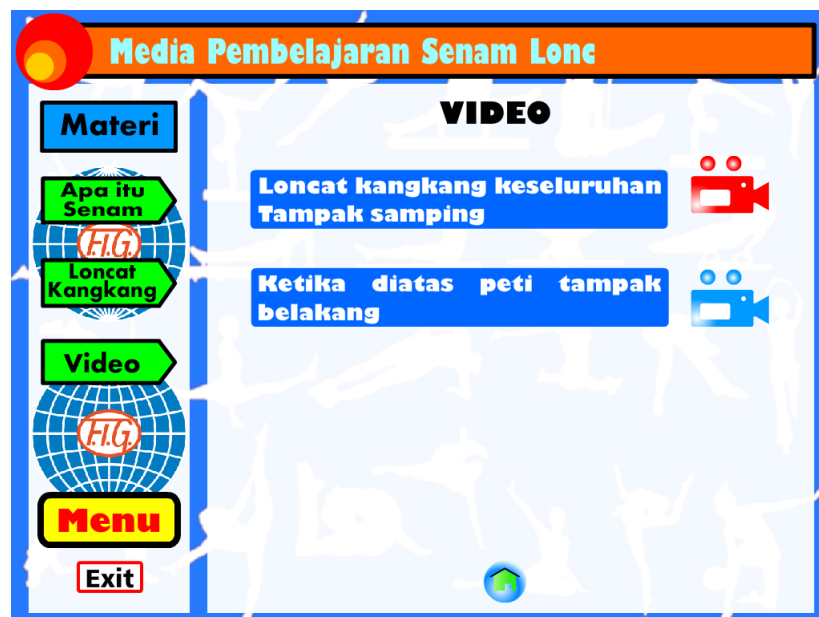 Media Pembelajaran Senam Lonc
Materi
Apa itu
Senam
F.I.G.
Loncat
Kangkang
Video
F.I.G.
Menu
Exit
VIDEO
Loncat kangkang keseluruhan
Tampak samping
Ketika diatas peti tampak
belakang